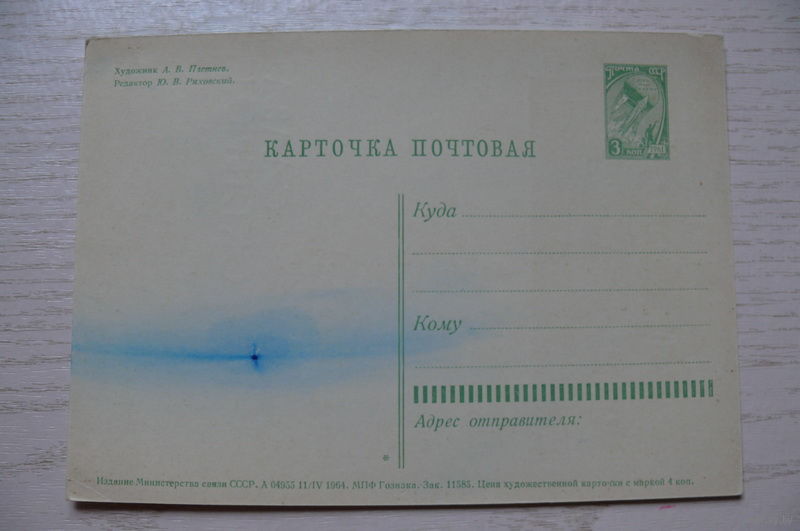 Художник А. В. Плетнев.
Редактор Ю. В. Ряховский.
ПОЧТА СССР
3 КОП. 1961
КАРТОЧКА ПОЧТОВАЯ
Куда
Кому
Адрес отправителя:
*
Издание Министерства связи СССР. А 04955 11/IV 1964. МПФ Гознака. Зак. 11585. Цена художественной карточки с маркой 4 коп.